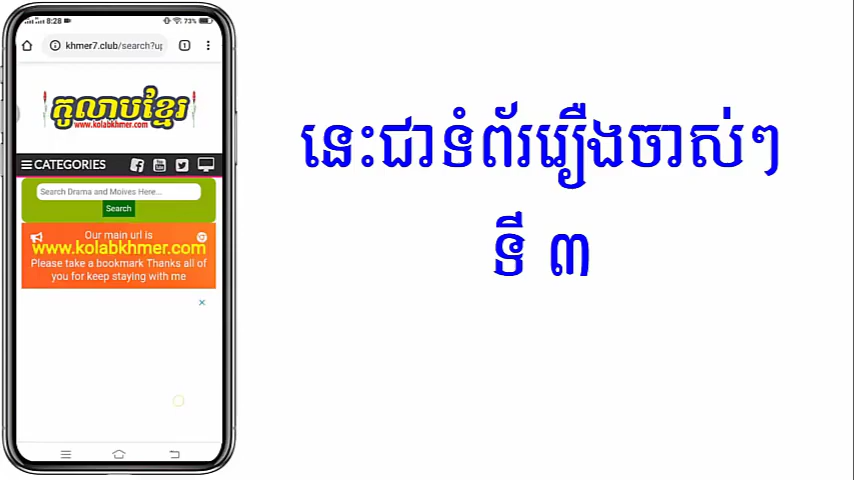 8:28
73%
khmer7.club/search?up
1
កូលាបខ្មែរ
www.kolabkhmer.com
CATEGORIES
Search Drama and Moives Here...
Search
Our main url is
www.kolabkhmer.com
Please take a bookmark Thanks all of
you for keep staying with me
នេះជាទំព័ររឿងចាស់ៗ
ទី ៣